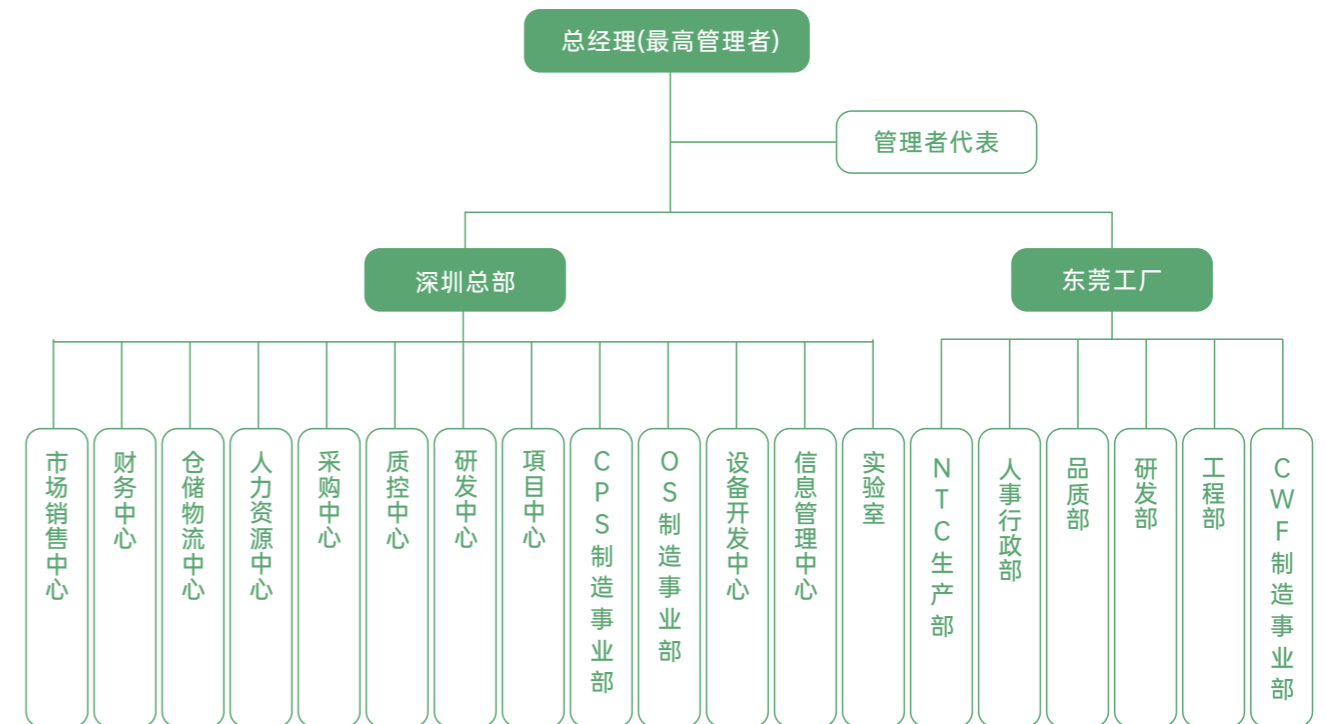 总经理(最高管理者)
管理者代表
深圳总部
东莞工厂
市场销售中心
财务中心
仓储物流中心
人力资源中心
采购中心
质控中心
研发中心
項目中心
CPS制造事业部
OS制造事业部
设备开发中心
信息管理中心
实验室
NTC生产部
人事行政部
品质部
研发部
工程部
CWF制造事业部